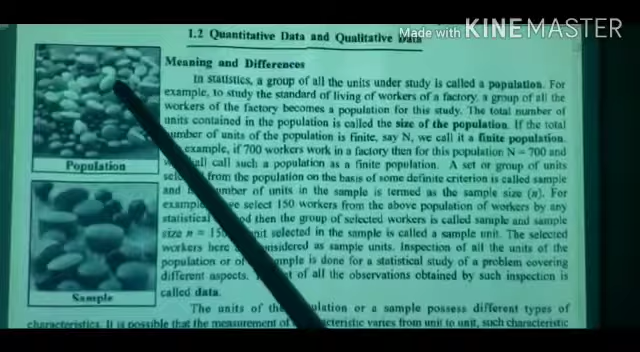 Made with KINEMASTER
1.2 Quantitative Data and Qualitative Data
Meaning and Differences
In statistics, a group of all the units under study is called a population. For
example, to study the standard of living of workers of a factory, a group of all the
workers of the factory becomes a population for this study. The total number of
units contained in the population is called the size of the population. If the total
number of units of the population is finite, say N, we call it a finite population.
example, if 700 workers work in a factory then for this population N = 700 and
call such a population as a finite population. A set or group of units
from the population on the basis of some definite criterion is called sample
and number of units in the sample is termed as the sample size (n). For
select 150 workers from the above population of workers by any
statistical then the group of selected workers is called sample and sample
size n = 150 selected in the sample is called a sample unit. The selected
workers here considered as sample units. Inspection of all the units of the
population or of is done for a statistical study of a problem covering
different aspects. of all the observations obtained by such inspection is
called data.
The units of the or a sample possess different types of
characteristics. It is possible that the measurement of varies from unit to unit, such characteristic
Population
Sample